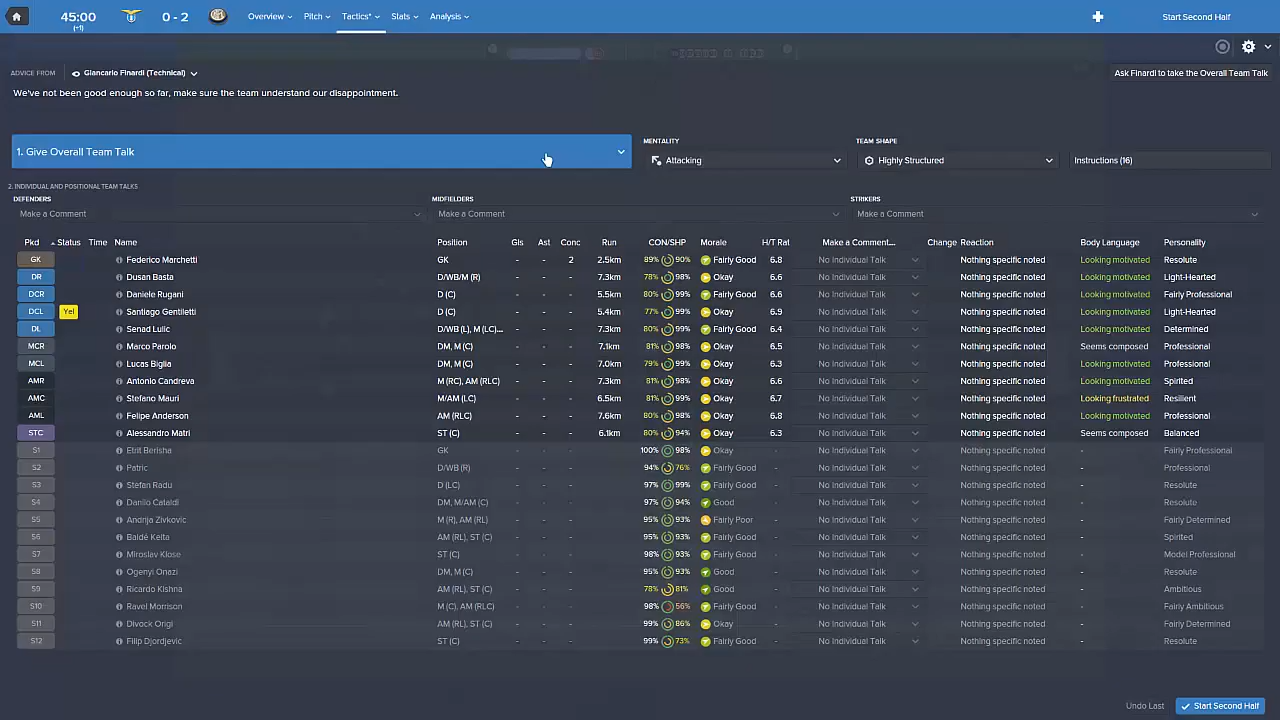 45:00 0 - 2 Overview Pitch Tactics* Stats Analysis Start Second Half
(+1)
ADVICE FROM Giancarlo Finardi (Technical) Ask Finardi to take the Overall Team Talk
We've not been good enough so far, make sure the team understand our disappointment.
MENTALITY TEAM SHAPE
1. Give Overall Team Talk Attacking Highly Structured Instructions (16)
2. INDIVIDUAL AND POSITIONAL TEAM TALKS
DEFENDERS MIDFIELDERS STRIKERS
Make a Comment Make a Comment Make a Comment
Pkd Status Time Name Position Gls Ast Conc Run CON/SHP Morale H/T Rat Make a Comment... Change Reaction Body Language Personality
GK Federico Marchetti GK - - 2 2.5km 89% 90% Fairly Good 6.8 No Individual Talk Nothing specific noted Looking motivated Resolute
DR Dusan Basta D/WB/M (R) - - - 7.3km 78% 98% Okay 6.6 No Individual Talk Nothing specific noted Looking motivated Light-Hearted
DCR Daniele Rugani D (C) - - - 5.5km 80% 99% Fairly Good 6.6 No Individual Talk Nothing specific noted Looking motivated Fairly Professional
DCL Yel Santiago Gentiletti D (C) - - - 5.4km 77% 99% Okay 6.9 No Individual Talk Nothing specific noted Looking motivated Light-Hearted
DL Senad Lulic D/WB (L), M (L)(C)... - - - 7.3km 80% 99% Fairly Good 6.4 No Individual Talk Nothing specific noted Looking motivated Determined
MCR Marco Parolo DM, M (C) - - - 7.1km 81% 98% Okay 6.5 No Individual Talk Nothing specific noted Seems composed Professional
MCL Lucas Biglia DM, M (C) - - - 7.0km 79% 99% Okay 6.3 No Individual Talk Nothing specific noted Looking motivated Professional
AMR Antonio Candreva M (RC), AM (RLC) - - - 7.3km 81% 98% Okay 6.6 No Individual Talk Nothing specific noted Looking motivated Spirited
AMC Stefano Mauri M/AM (LC) - - - 6.5km 81% 99% Okay 6.7 No Individual Talk Nothing specific noted Looking frustrated Resilient
AML Felipe Anderson AM (RLC) - - - 7.6km 80% 98% Okay 6.8 No Individual Talk Nothing specific noted Looking motivated Professional
STC Alessandro Matri ST (C) - - - 6.1km 80% 94% Okay 6.3 No Individual Talk Nothing specific noted Seems composed Balanced
S1 Etrit Berisha GK - - - 100% 98% Okay - No Individual Talk Nothing specific noted - Fairly Professional
S2 Patric D/WB (R) - - - 94% 76% Fairly Good - No Individual Talk Nothing specific noted - Professional
S3 Stefan Radu D (LC) - - - 97% 99% Fairly Good - No Individual Talk Nothing specific noted - Resolute
S4 Danilo Cataldi DM, M/AM (C) - - - 97% 94% Good - No Individual Talk Nothing specific noted - Resolute
S5 Andrija Zivkovic M (R), AM (RL) - - - 95% 93% Fairly Poor - No Individual Talk Nothing specific noted - Fairly Determined
S6 Baldé Keita AM (RL), ST (C) - - - 95% 93% Fairly Good - No Individual Talk Nothing specific noted - Spirited
S7 Miroslav Klose ST (C) - - - 98% 93% Fairly Good - No Individual Talk Nothing specific noted - Model Professional
S8 Ogenyi Onazi DM, M (C) - - - 95% 93% Good - No Individual Talk Nothing specific noted - Resolute
S9 Ricardo Kishna AM (RL), ST (C) - - - 78% 81% Good - No Individual Talk Nothing specific noted - Ambitious
S10 Ravel Morrison M (C), AM (RLC) - - - 98% 56% Fairly Good - No Individual Talk Nothing specific noted - Fairly Ambitious
S11 Divock Origi AM (RL), ST (C) - - - 99% 86% Okay - No Individual Talk Nothing specific noted - Fairly Determined
S12 Filip Djordjevic ST (C) - - - 99% 73% Fairly Good - No Individual Talk Nothing specific noted - Resolute
Undo Last Start Second Half